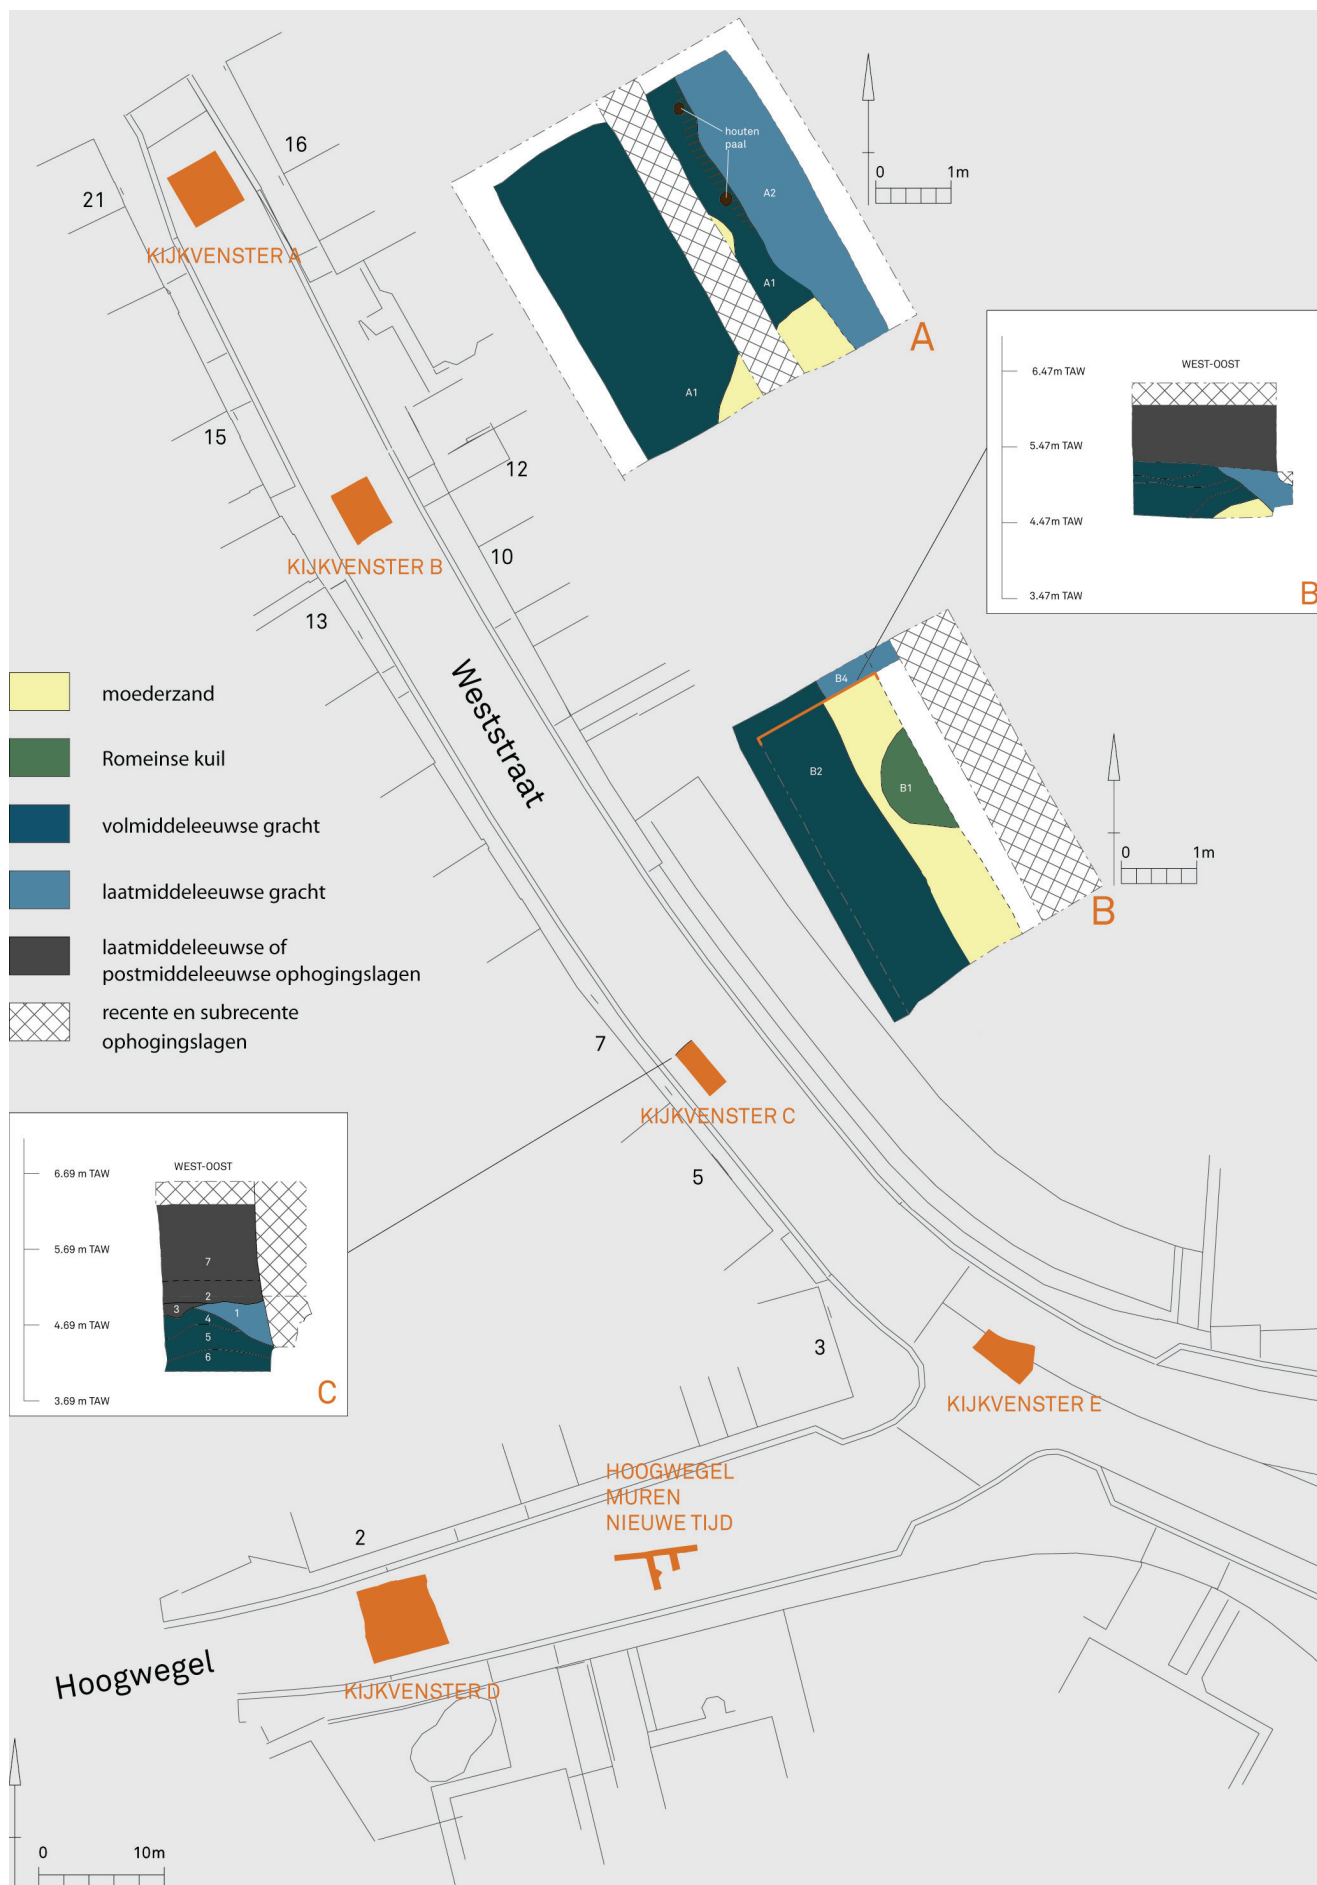 16
21
KIJKVENSTER A
houten
paal
A2
A1
A1
A
0 1m
15
12
KIJKVENSTER B
10
13
WEST-OOST
6.47m TAW
5.47m TAW
4.47m TAW
3.47m TAW
B
Weststraat
B4
B2
B1
B
0 1m
moederzand
Romeinse kuil
volmiddeleeuwse gracht
laatmiddeleeuwse gracht
laatmiddeleeuwse of
postmiddeleeuwse ophogingslagen
recente en subrecente
ophogingslagen
7
KIJKVENSTER C
5
WEST-OOST
6.69 m TAW
5.69 m TAW
4.69 m TAW
3.69 m TAW
7
2
3
1
4
5
6
C
3
KIJKVENSTER E
HOOGWEGEL
MUREN
NIEUWE TIJD
2
Hoogwegel
KIJKVENSTER D
0 10m